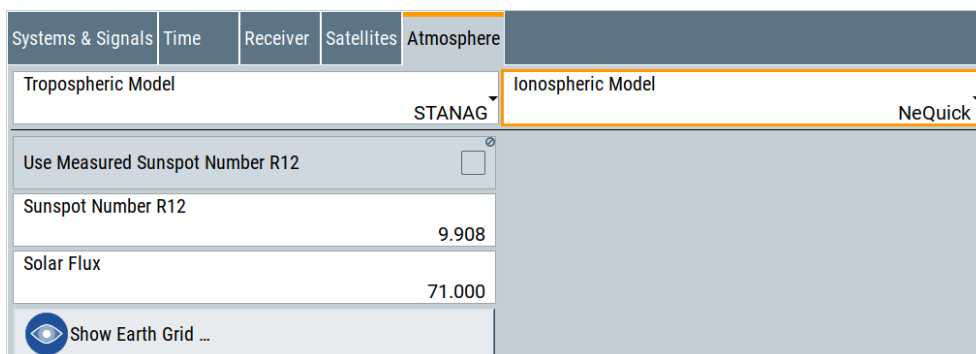 Systems & Signals Time Receiver Satellites Atmosphere
Tropospheric Model Ionospheric Model
STANAG NeQuick
Use Measured Sunspot Number R12
Sunspot Number R12
9.908
Solar Flux
71.000
Show Earth Grid ...